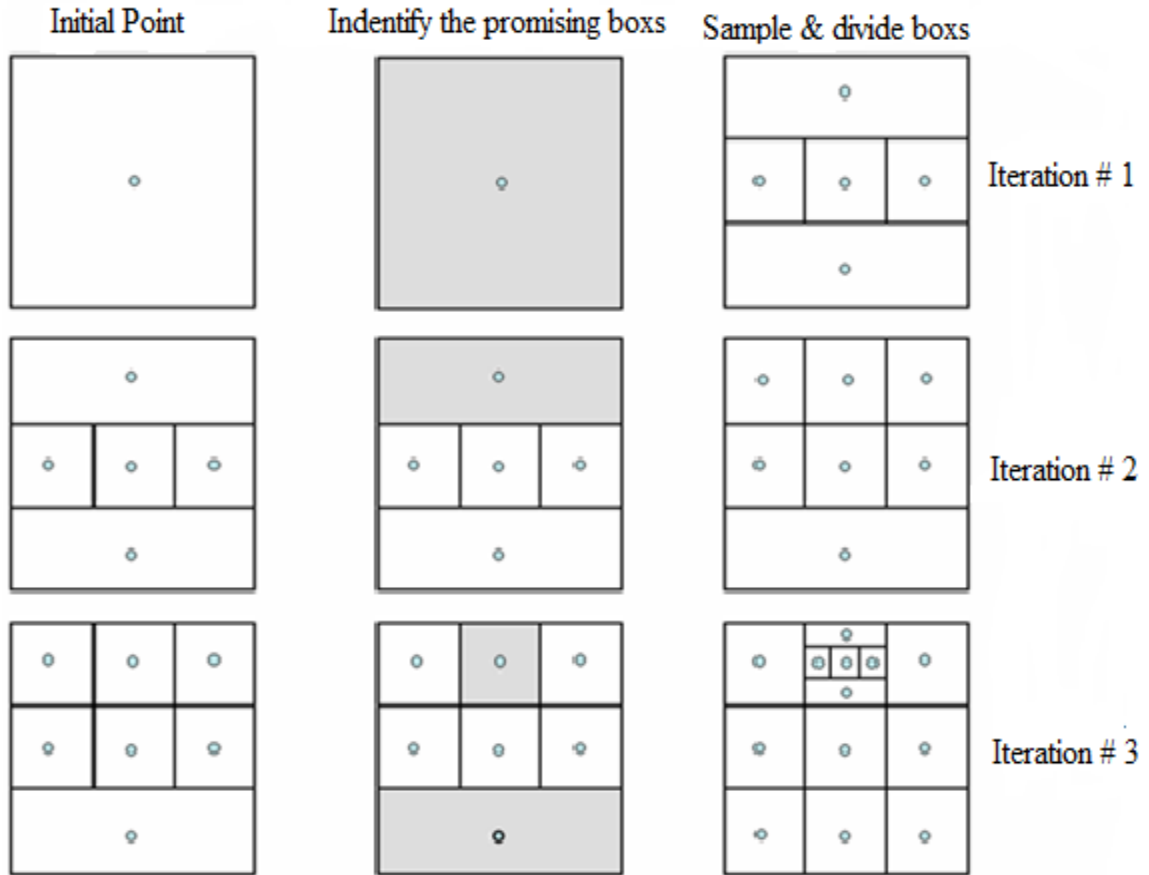 Initial Point
Indentify the promising boxs
Sample & divide boxs
Iteration # 1
Iteration # 2
Iteration # 3